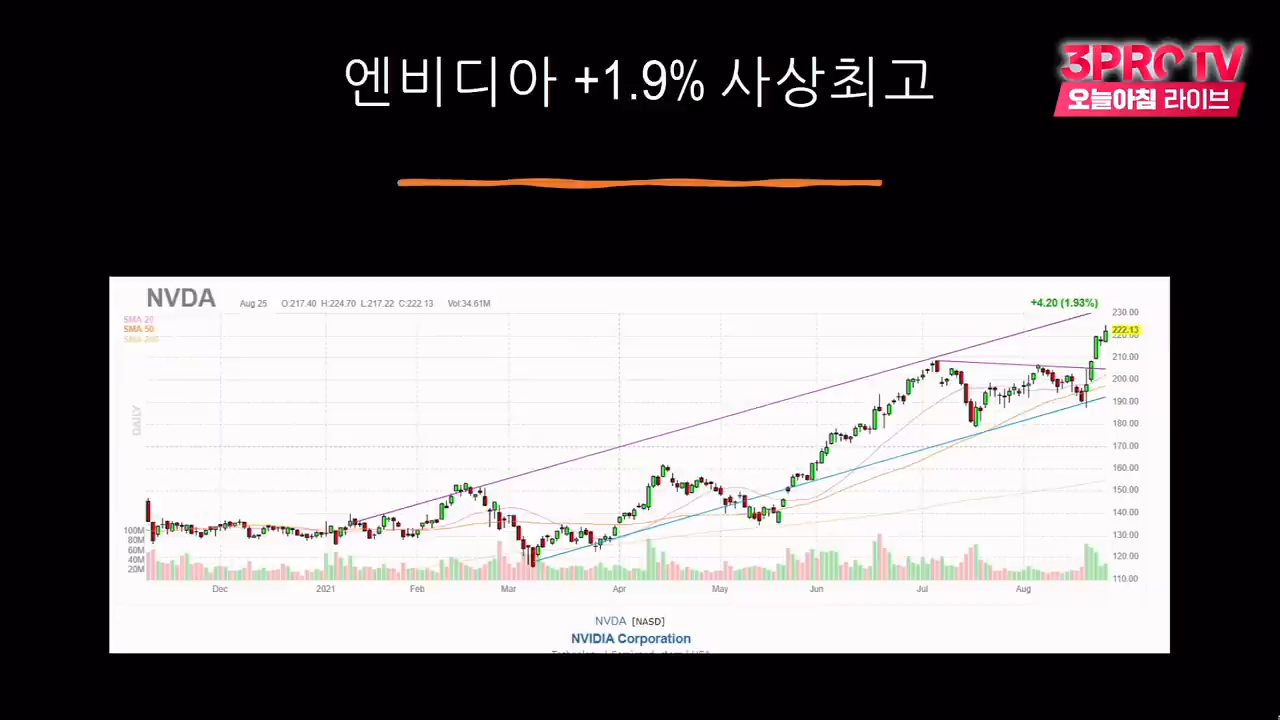 엔비디아 +1.9% 사상최고
3PRO TV
오늘아침 라이브
NVDA Aug 25 O:217.40 H:224.70 L:217.22 C:222.13 Vol:34.61M +4.20 (1.93%)
SMA 20
SMA 50
SMA 200
DAILY
230.00
222.13
220.00
210.00
200.00
190.00
180.00
170.00
160.00
150.00
140.00
130.00
120.00
110.00
100M
80M
60M
40M
20M
Dec 2021 Feb Mar Apr May Jun Jul Aug
NVDA [NASD]
NVIDIA Corporation